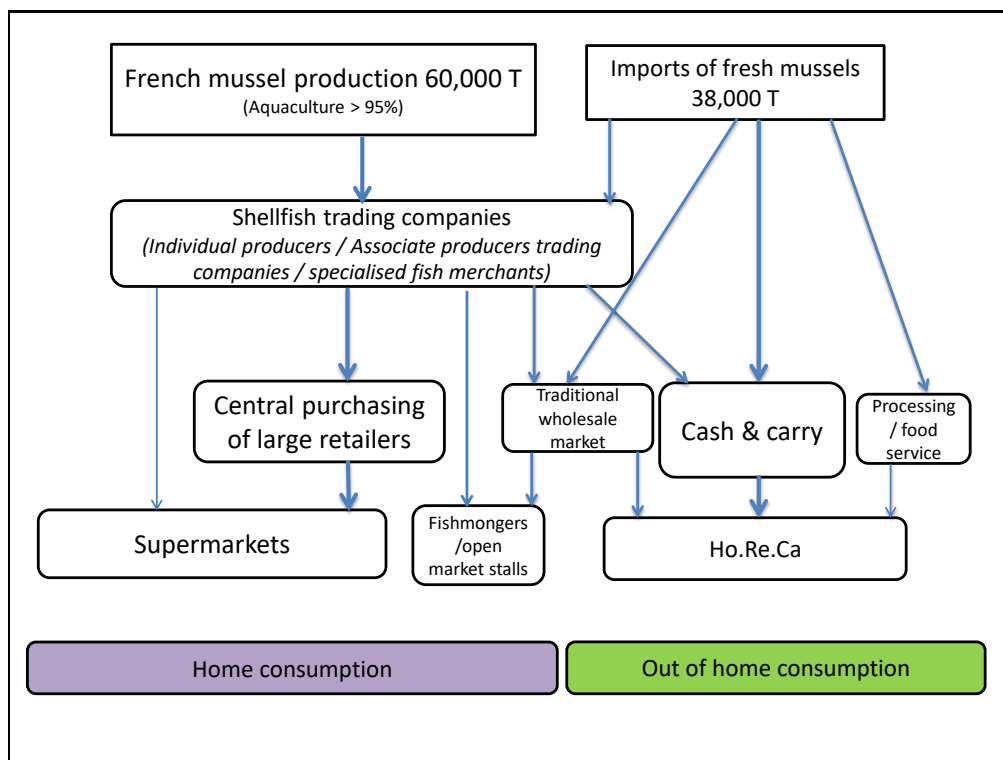 French mussel production 60,000 T
(Aquaculture > 95%)
Imports of fresh mussels
38,000 T
Shellfish trading companies
(Individual producers / Associate producers trading
companies / specialised fish merchants)
Central purchasing
of large retailers
Traditional
wholesale
market
Cash & carry
Processing
/ food
service
Supermarkets
Fishmongers
/open
market stalls
Ho.Re.Ca
Home consumption
Out of home consumption